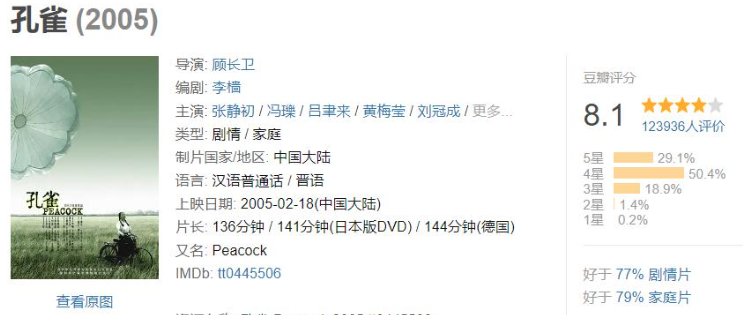 孔雀 (2005)
孔雀
PEACOCK
导演: 顾长卫
编剧: 李樯
主演: 张静初 / 冯瓅 / 吕聿来 / 黄梅莹 / 刘冠成 / 更多...
类型: 剧情 / 家庭
制片国家/地区: 中国大陆
语言: 汉语普通话 / 晋语
上映日期: 2005-02-18(中国大陆)
片长: 136分钟 / 141分钟(日本版DVD) / 144分钟(德国)
又名: Peacock
IMDb: tt0445506
查看原图
豆瓣评分
8.1
123936人评价
5星 29.1%
4星 50.4%
3星 18.9%
2星 1.4%
1星 0.2%
好于 77% 剧情片
好于 79% 家庭片